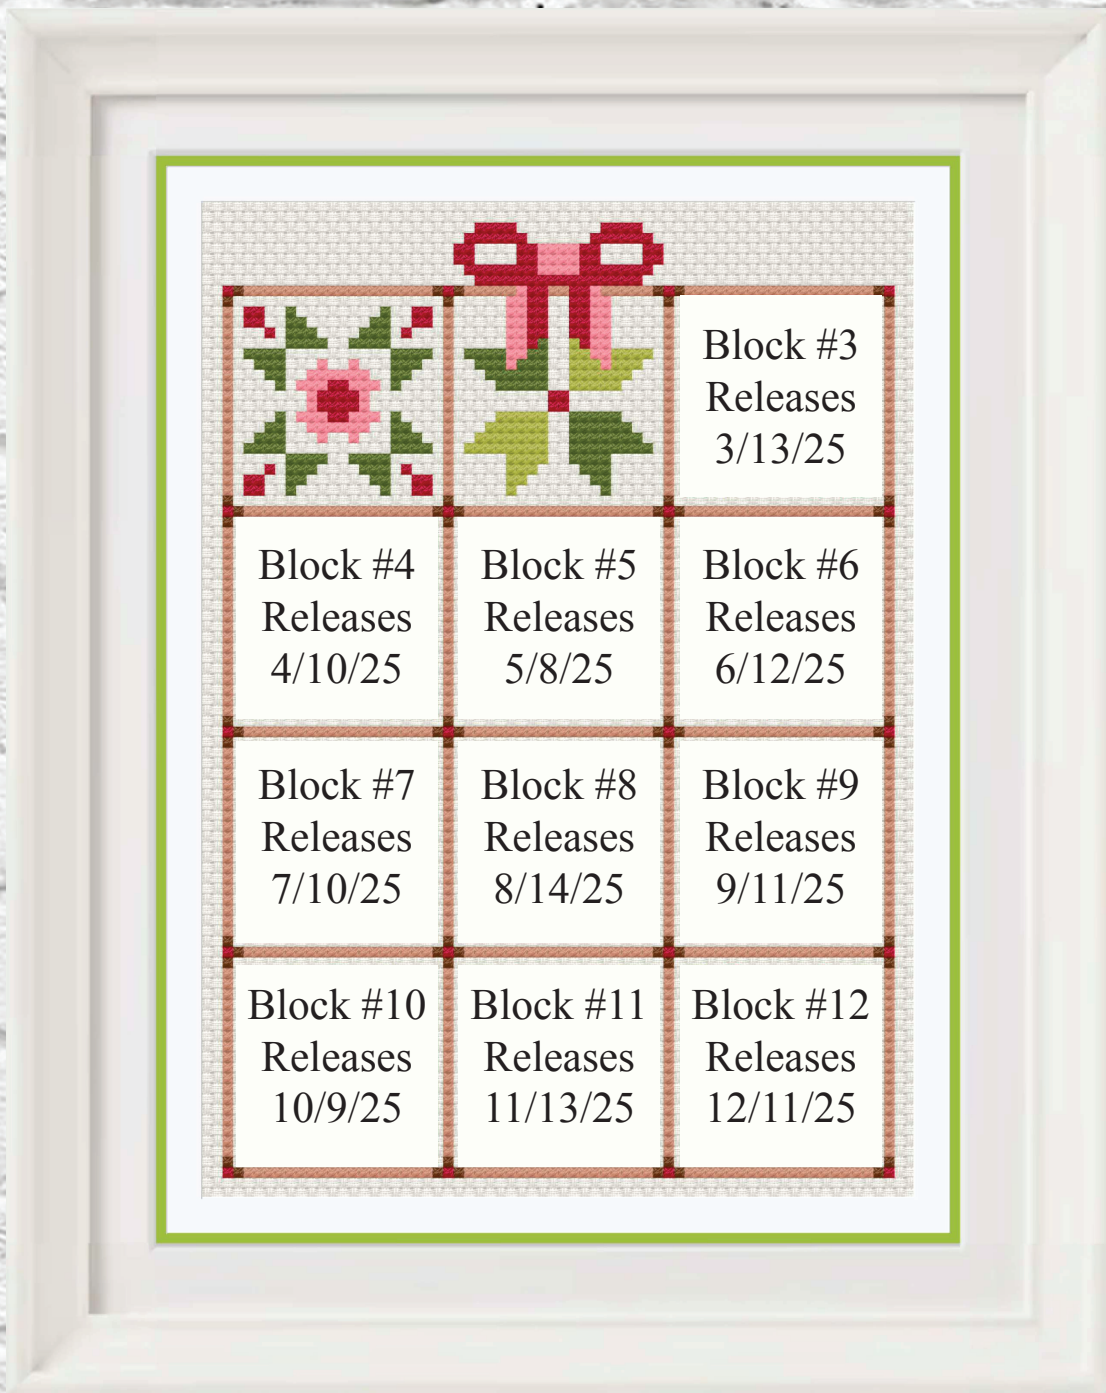 Block #3
Releases
3/13/25
Block #4
Releases
4/10/25
Block #5
Releases
5/8/25
Block #6
Releases
6/12/25
Block #7
Releases
7/10/25
Block #8
Releases
8/14/25
Block #9
Releases
9/11/25
Block #10
Releases
10/9/25
Block #11
Releases
11/13/25
Block #12
Releases
12/11/25